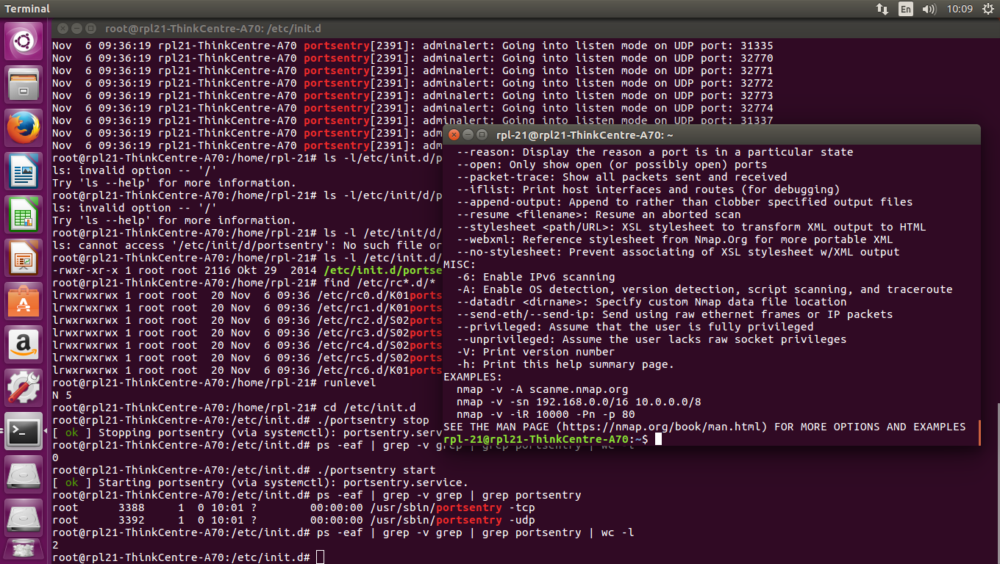 Terminal
En
10:09
root@rpl21-ThinkCentre-A70: /etc/init.d
Nov  6 09:36:19 rpl21-ThinkCentre-A70 portsentry[2391]: adminalert: Going into listen mode on UDP port: 31335
Nov  6 09:36:19 rpl21-ThinkCentre-A70 portsentry[2391]: adminalert: Going into listen mode on UDP port: 32770
Nov  6 09:36:19 rpl21-ThinkCentre-A70 portsentry[2391]: adminalert: Going into listen mode on UDP port: 32771
Nov  6 09:36:19 rpl21-ThinkCentre-A70 portsentry[2391]: adminalert: Going into listen mode on UDP port: 32772
Nov  6 09:36:19 rpl21-ThinkCentre-A70 portsentry[2391]: adminalert: Going into listen mode on UDP port: 32773
Nov  6 09:36:19 rpl21-ThinkCentre-A70 portsentry[2391]: adminalert: Going into listen mode on UDP port: 32774
Nov  6 09:36:19 rpl21-ThinkCentre-A70 portsentry[2391]: adminalert: Going into listen mode on UDP port: 31337
Nov  6 09:36:19 rpl21-ThinkCentre-A70 portsentry[2391]:
Nov  6 09:36:19 rpl21-ThinkCentre-A70 portsentry[2391]:
root@rpl21-ThinkCentre-A70:/home/rpl-21# ls -l/etc/init.d/p
ls: invalid option -- '/'
Try 'ls --help' for more information.
root@rpl21-ThinkCentre-A70:/home/rpl-21# ls -l/etc/init/d/p
ls: invalid option -- '/'
Try 'ls --help' for more information.
root@rpl21-ThinkCentre-A70:/home/rpl-21# ls -l /etc/init/d/
ls: cannot access '/etc/init/d/portsentry': No such file or
root@rpl21-ThinkCentre-A70:/home/rpl-21# ls -l /etc/init.d/
-rwxr-xr-x 1 root root 2116 Okt 29  2014 /etc/init.d/portse
root@rpl21-ThinkCentre-A70:/home/rpl-21# find /etc/rc*.d/*
lrwxrwxrwx 1 root root  20 Nov  6 09:36 /etc/rc0.d/K01ports
lrwxrwxrwx 1 root root  20 Nov  6 09:36 /etc/rc1.d/K01ports
lrwxrwxrwx 1 root root  20 Nov  6 09:36 /etc/rc2.d/S02ports
lrwxrwxrwx 1 root root  20 Nov  6 09:36 /etc/rc3.d/S02ports
lrwxrwxrwx 1 root root  20 Nov  6 09:36 /etc/rc4.d/S02ports
lrwxrwxrwx 1 root root  20 Nov  6 09:36 /etc/rc5.d/S02ports
lrwxrwxrwx 1 root root  20 Nov  6 09:36 /etc/rc6.d/K01ports
root@rpl21-ThinkCentre-A70:/home/rpl-21# runlevel
N 5
root@rpl21-ThinkCentre-A70:/home/rpl-21# cd /etc/init.d
root@rpl21-ThinkCentre-A70:/etc/init.d# ./portsentry stop
[ ok ] Stopping portsentry (via systemctl): portsentry.serv
root@rpl21-ThinkCentre-A70:/etc/init.d# ps -eaf | grep -v grep | grep portsentry | wc -l
0
root@rpl21-ThinkCentre-A70:/etc/init.d# ./portsentry start
[ ok ] Starting portsentry (via systemctl): portsentry.service.
root@rpl21-ThinkCentre-A70:/etc/init.d# ps -eaf | grep -v grep | grep portsentry
root      3388     1  0 10:01 ?        00:00:00 /usr/sbin/portsentry -tcp
root      3392     1  0 10:01 ?        00:00:00 /usr/sbin/portsentry -udp
root@rpl21-ThinkCentre-A70:/etc/init.d# ps -eaf | grep -v grep | grep portsentry | wc -l
2
root@rpl21-ThinkCentre-A70:/etc/init.d#
rpl-21@rpl21-ThinkCentre-A70: ~
--reason: Display the reason a port is in a particular state
--open: Only show open (or possibly open) ports
--packet-trace: Show all packets sent and received
--iflist: Print host interfaces and routes (for debugging)
--append-output: Append to rather than clobber specified output files
--resume <filename>: Resume an aborted scan
--stylesheet <path/URL>: XSL stylesheet to transform XML output to HTML
--webxml: Reference stylesheet from Nmap.Org for more portable XML
--no-stylesheet: Prevent associating of XSL stylesheet w/XML output
MISC:
-6: Enable IPv6 scanning
-A: Enable OS detection, version detection, script scanning, and traceroute
--datadir <dirname>: Specify custom Nmap data file location
--send-eth/--send-ip: Send using raw ethernet frames or IP packets
--privileged: Assume that the user is fully privileged
--unprivileged: Assume the user lacks raw socket privileges
-V: Print version number
-h: Print this help summary page.
EXAMPLES:
nmap -v -A scanme.nmap.org
nmap -v -sn 192.168.0.0/16 10.0.0.0/8
nmap -v -iR 10000 -Pn -p 80
SEE THE MAN PAGE (https://nmap.org/book/man.html) FOR MORE OPTIONS AND EXAMPLES
rpl-21@rpl21-ThinkCentre-A70:~$